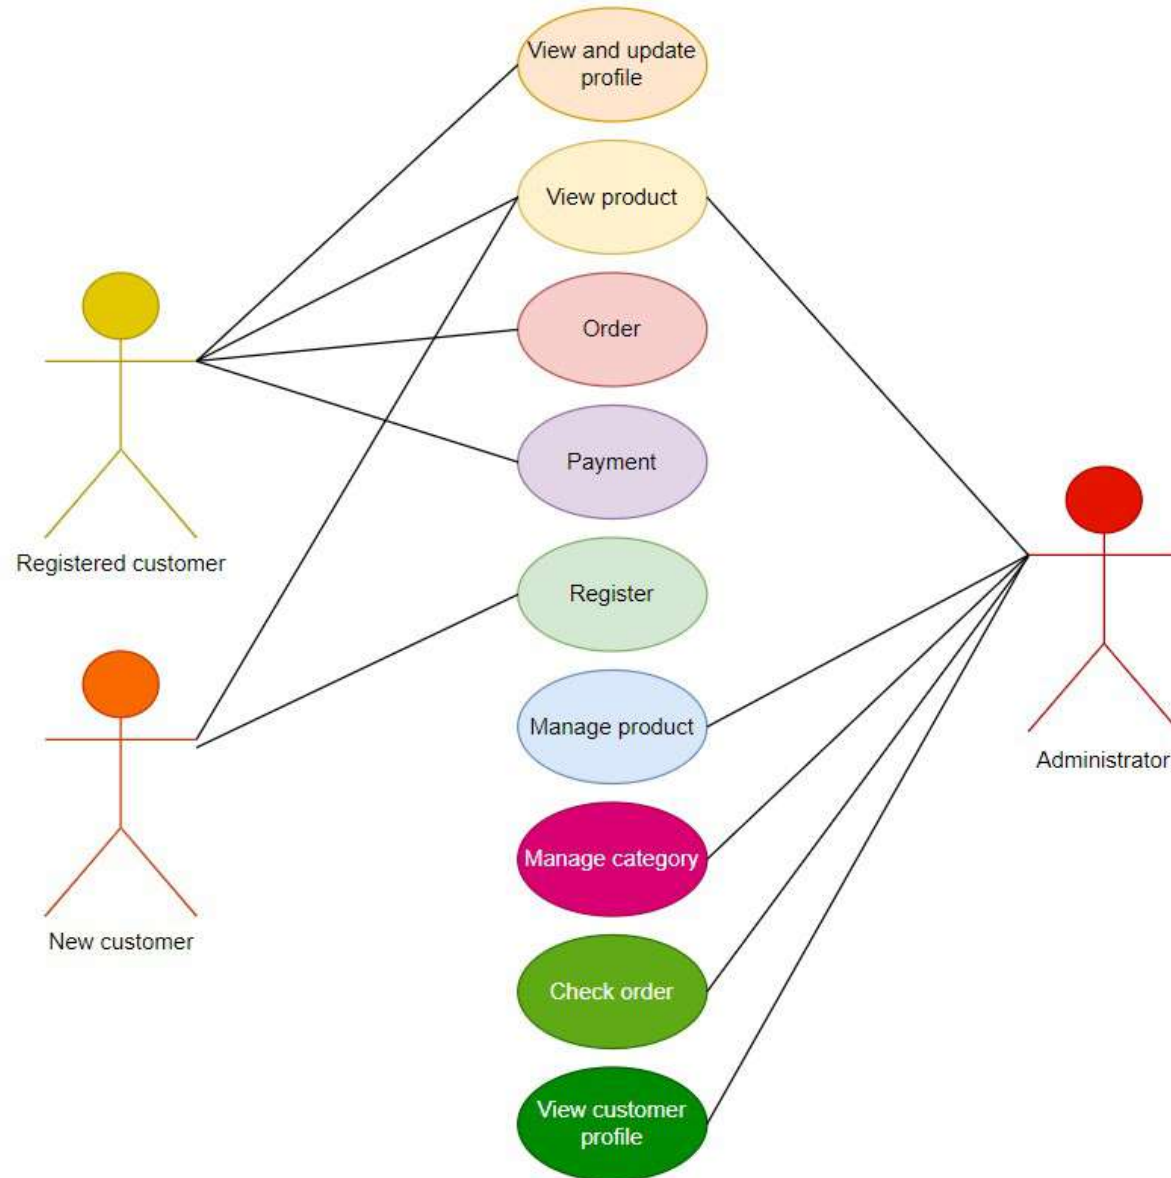 View and update
profile
View product
Order
Payment
Registered customer
Register
Manage product
Administrator
Manage category
New customer
Check order
View customer
profile